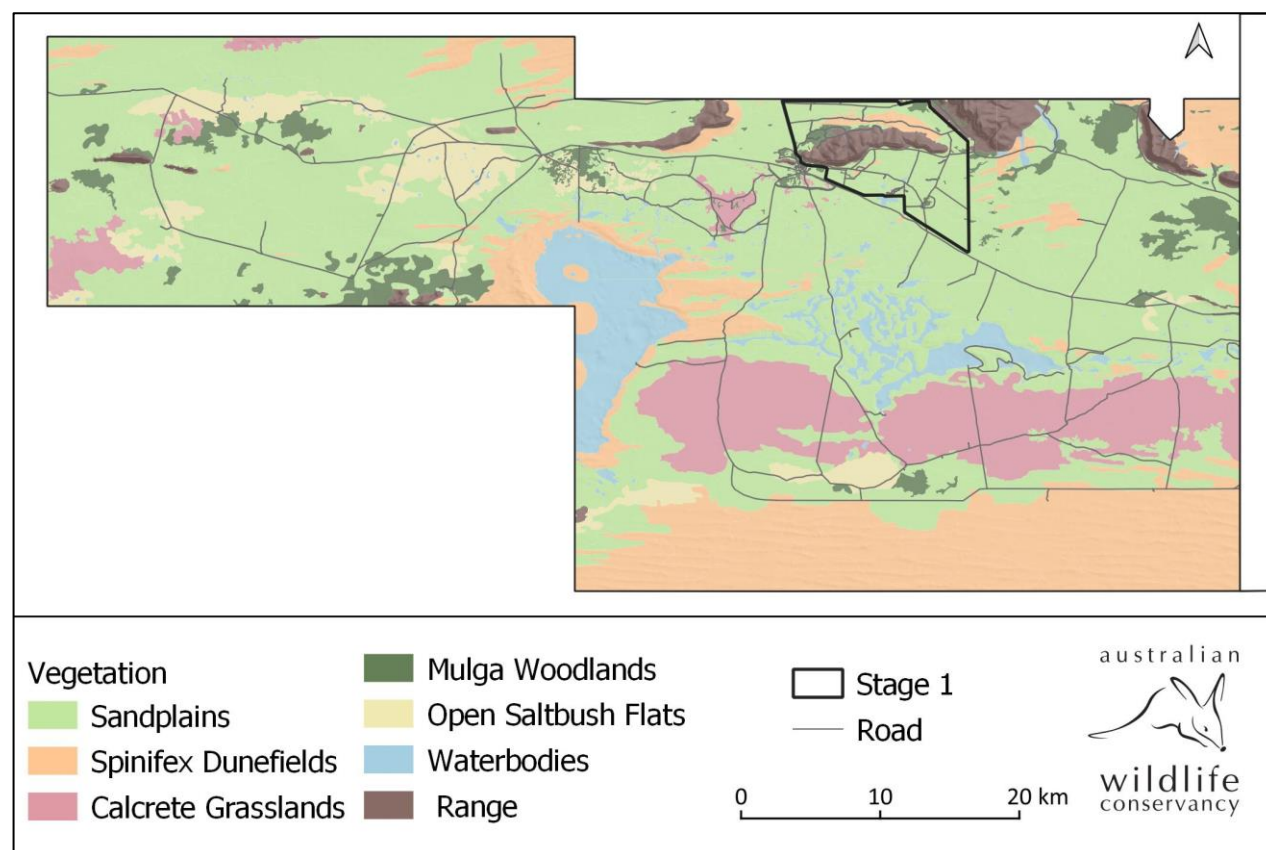 Vegetation
Sandplains
Spinifex Dunefields
Calcrete Grasslands
Mulga Woodlands
Open Saltbush Flats
Waterbodies
Range
Stage 1
Road
0 10 20 km
australian
wildlife
conservancy